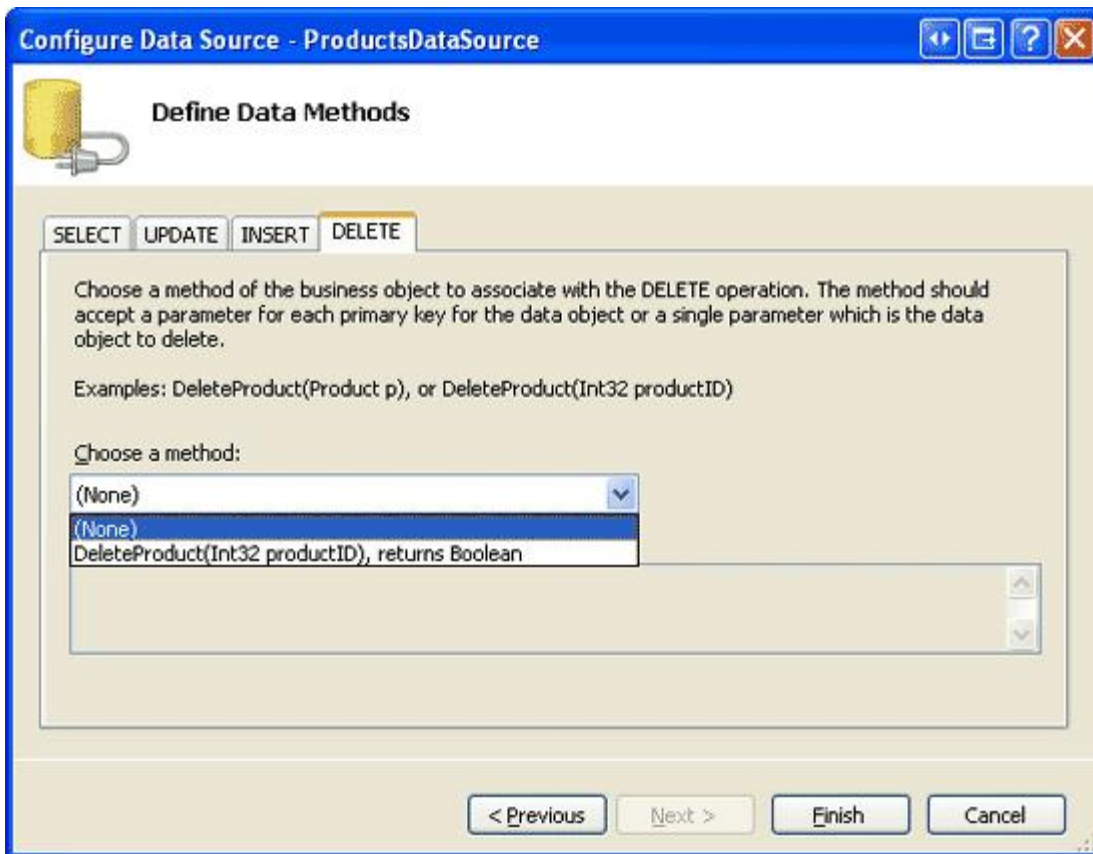 Configure Data Source - ProductsDataSource
?
Define Data Methods
SELECT UPDATE INSERT DELETE
Choose a method of the business object to associate with the DELETE operation. The method should
accept a parameter for each primary key for the data object or a single parameter which is the data
object to delete.
Examples: DeleteProduct(Product p), or DeleteProduct(Int32 productID)
Choose a method:
(None)
(None)
DeleteProduct(Int32 productID), returns Boolean
< Previous Next > Finish Cancel